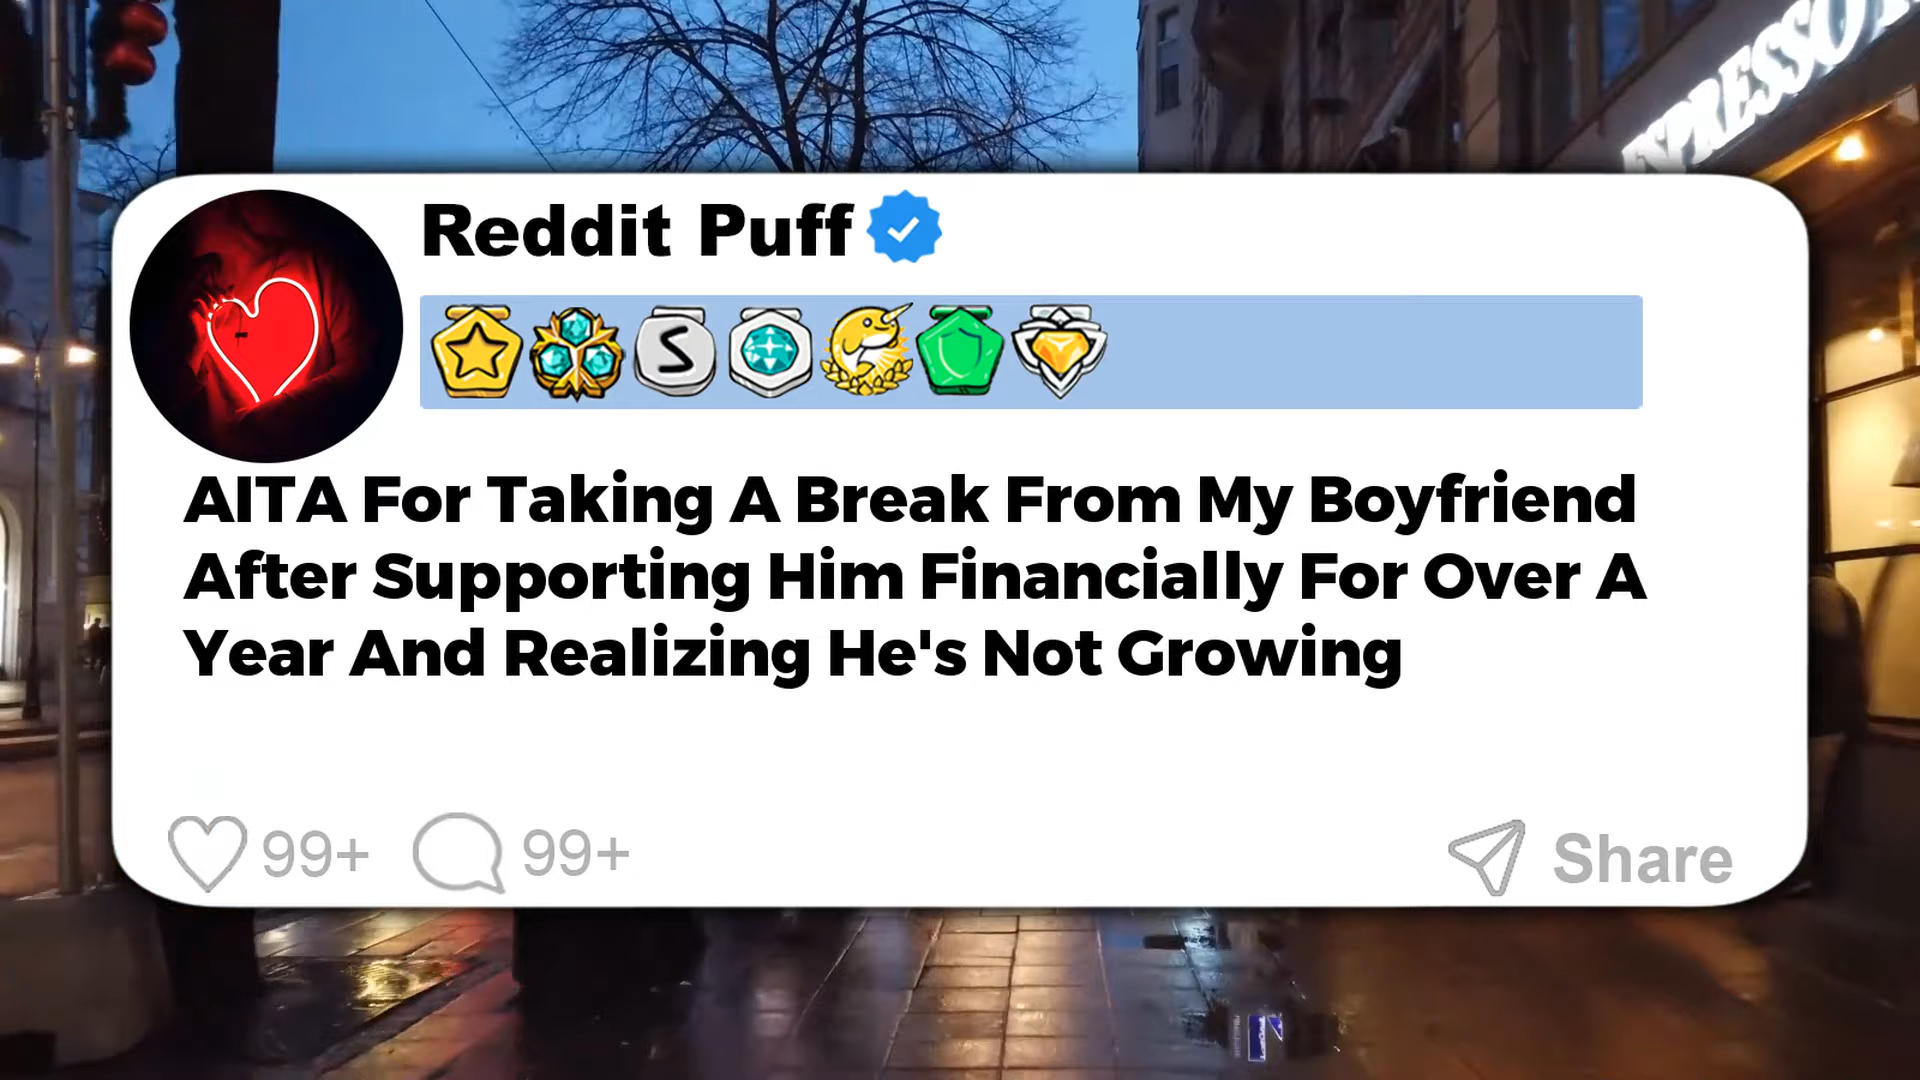 ESPRESSO
Reddit Puff
S
AITA For Taking A Break From My Boyfriend
After Supporting Him Financially For Over A
Year And Realizing He's Not Growing
99+
99+
Share